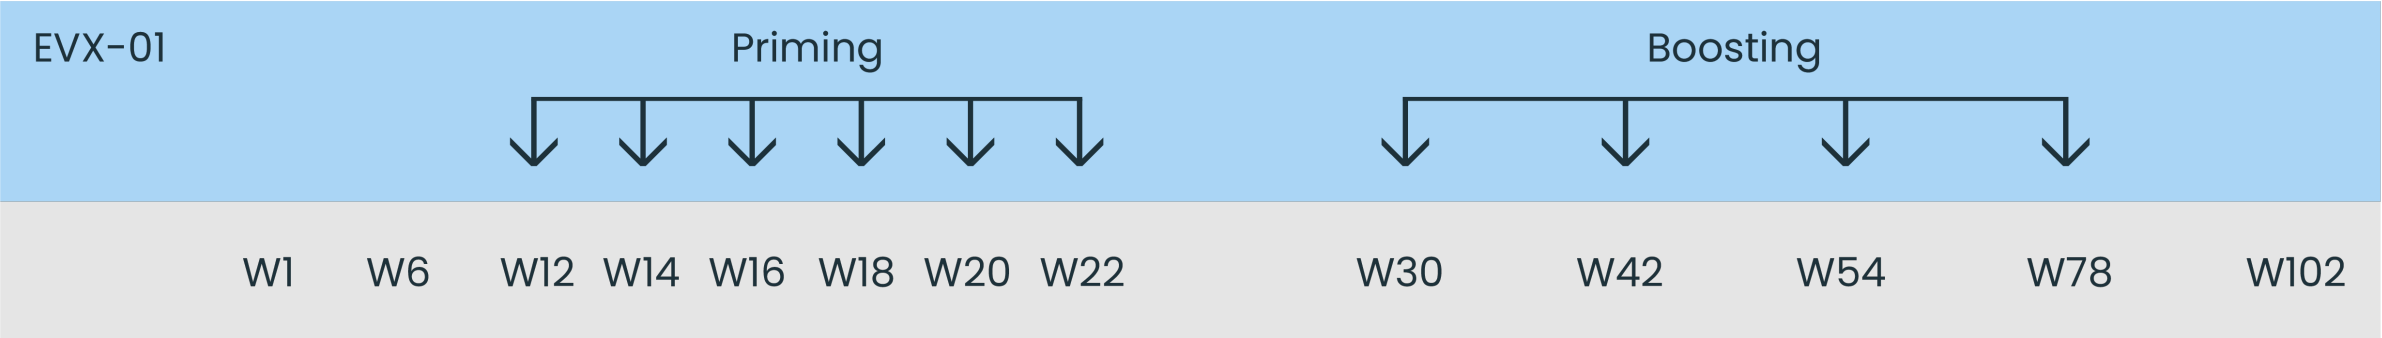 EVX-01 Priming Boosting
W1 W6 W12 W14 W16 W18 W20 W22 W30 W42 W54 W78 W102